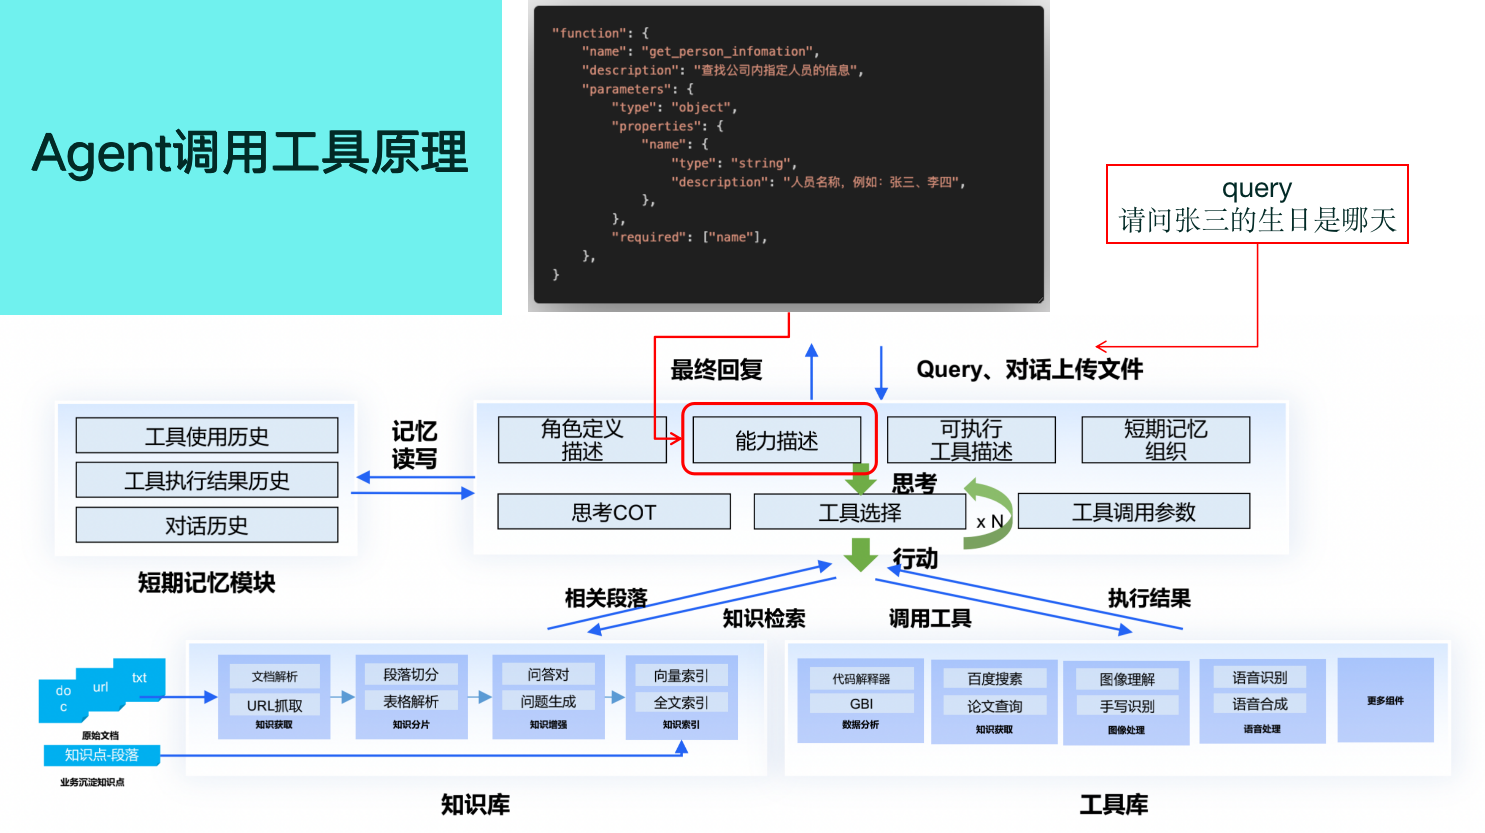 Agent调用工具原理
"function": {
"name": "get_person_infomation",
"description": "查找公司内指定人员的信息",
"parameters": {
"type": "object",
"properties": {
"name": {
"type": "string",
"description": "人员名称，例如：张三、李四",
},
},
"required": ["name"],
},
}
query
请问张三的生日是哪天
最终回复
Query、对话上传文件
工具使用历史
工具执行结果历史
对话历史
短期记忆模块
记忆
读写
角色定义
描述
能力描述
可执行
工具描述
短期记忆
组织
思考
思考COT
工具选择
x N
工具调用参数
行动
相关段落
知识检索
调用工具
执行结果
do
c
url
txt
原始文档
知识点-段落
业务沉淀知识点
文档解析
URL抓取
知识获取
段落切分
表格解析
知识分片
问答对
问题生成
知识增强
向量索引
全文索引
知识索引
知识库
代码解释器
GBI
数据分析
百度搜素
论文查询
知识获取
图像理解
手写识别
图像处理
语音识别
语音合成
语音处理
更多组件
工具库